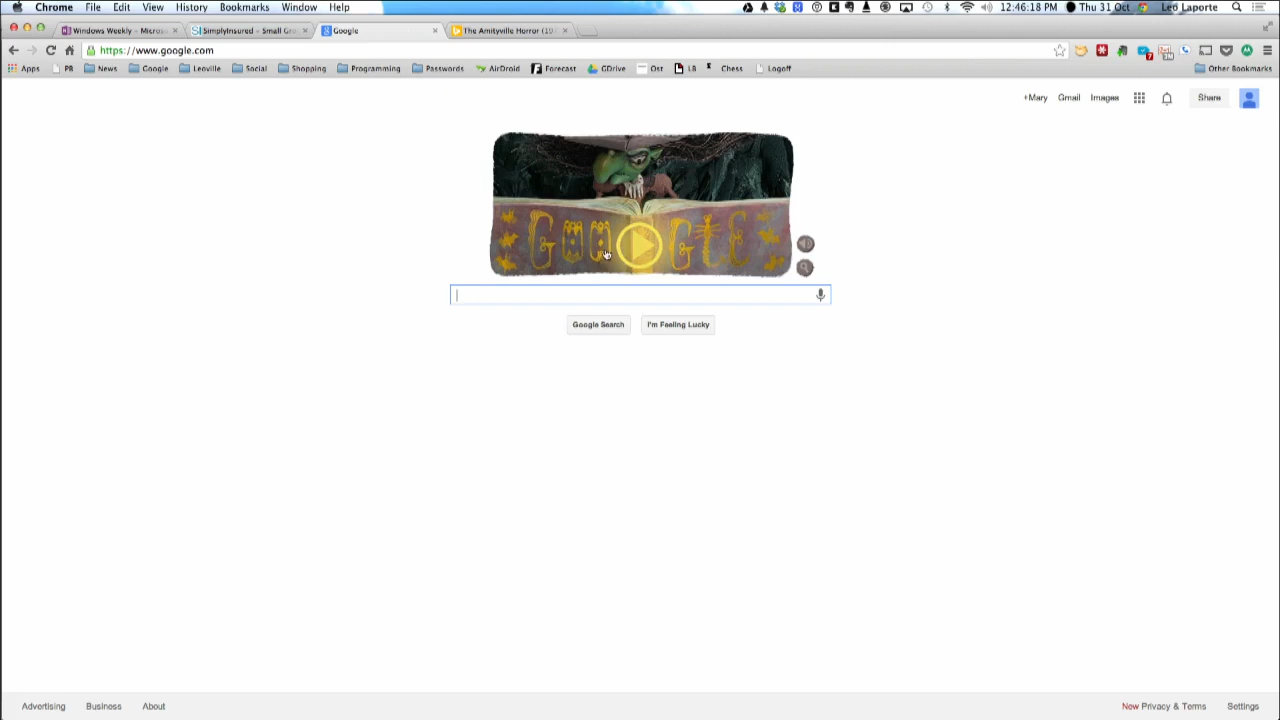 Chrome File Edit View History Bookmarks Window Help 12:46:18 PM Thu 31 Oct Leo Laporte
Windows Weekly – Micros SimplyInsured – Small Gro Google The Amityville Horror (19
https://www.google.com
Apps PB News Google Leoville Social Shopping Programming Passwords AirDroid Forecast GDrive Ost LB Chess Logoff Other Bookmarks
+Mary Gmail Images Share
GOOGLE
Google Search I'm Feeling Lucky
Advertising Business About New Privacy & Terms Settings